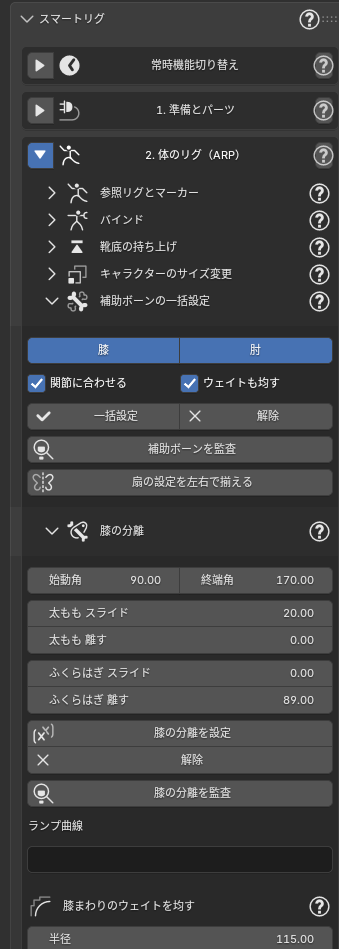 スマートリグ
常時機能切り替え
1. 準備とパーツ
2. 体のリグ（ARP）
参照リグとマーカー
バインド
靴底の持ち上げ
キャラクターのサイズ変更
補助ボーンの一括設定
膝 肘
関節に合わせる ウェイトも均す
一括設定 解除
補助ボーンを監査
扇の設定を左右で揃える
膝の分離
始動角 90.00 終端角 170.00
太もも スライド 20.00
太もも 離す 0.00
ふくらはぎ スライド 0.00
ふくらはぎ 離す 89.00
膝の分離を設定
解除
膝の分離を監査
ランプ曲線
膝まわりのウェイトを均す
半径 115.00